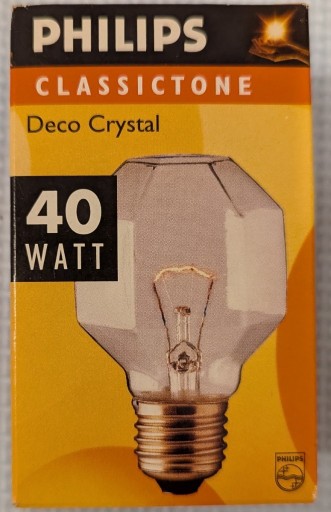 PHILIPS
CLASSICTONE
Deco Crystal
40
WATT
PHILIPS